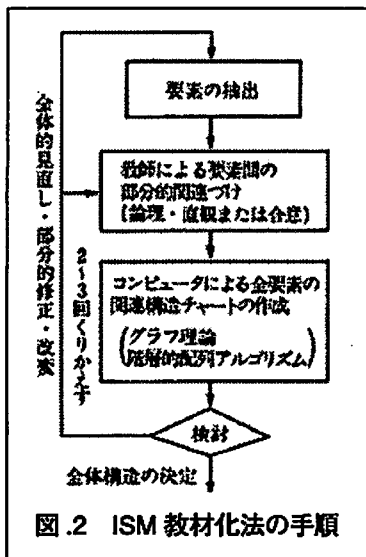 要素の抽出
教師による要素間の
部分的関連づけ
(論理・直観または合意)
コンピュータによる全要素の
関連構造チャートの作成
(グラフ理論
階層的配列アルゴリズム)
検討
全体構造の決定
全体的見直し・部分的修正・改案
2～3回くりかえす
図.2 ISM 教材化法の手順